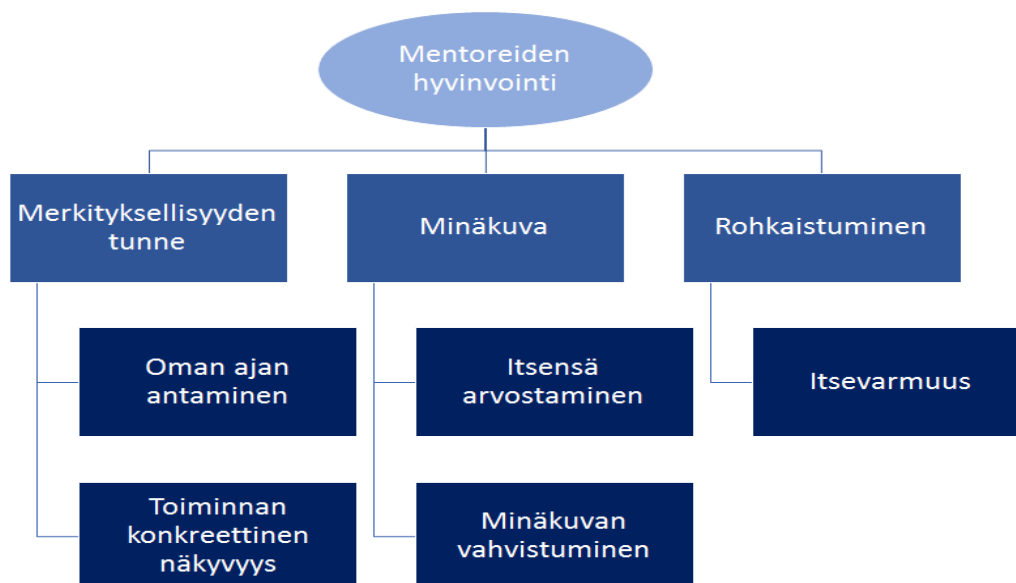 Mentoreiden
hyvinvointi
Merkityksellisyyden
tunne
Minäkuva
Rohkaistuminen
Oman ajan
antaminen
Itsensä
arvostaminen
Itsevarmuus
Toiminnan
konkreettinen
näkyvyys
Minäkuvan
vahvistuminen